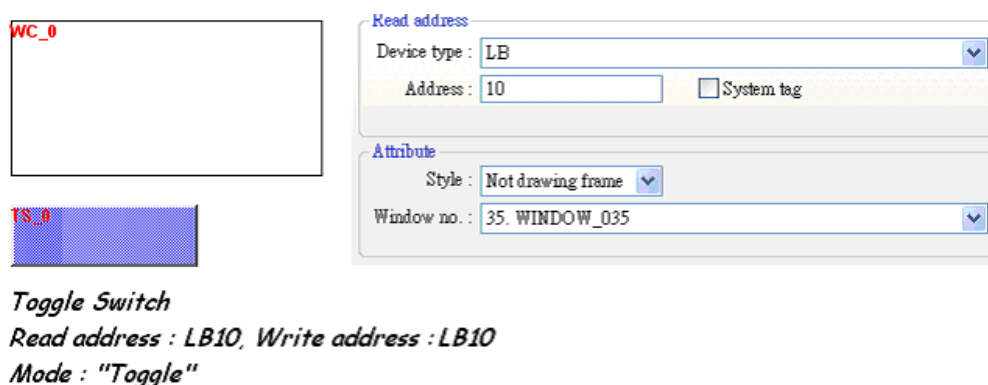 WC_0
Read address
Device type : LB
Address : 10 System tag
Attribute
Style : Not drawing frame
Window no. : 35. WINDOW_035
TS_0
Toggle Switch
Read address : LB10, Write address : LB10
Mode : "Toggle"